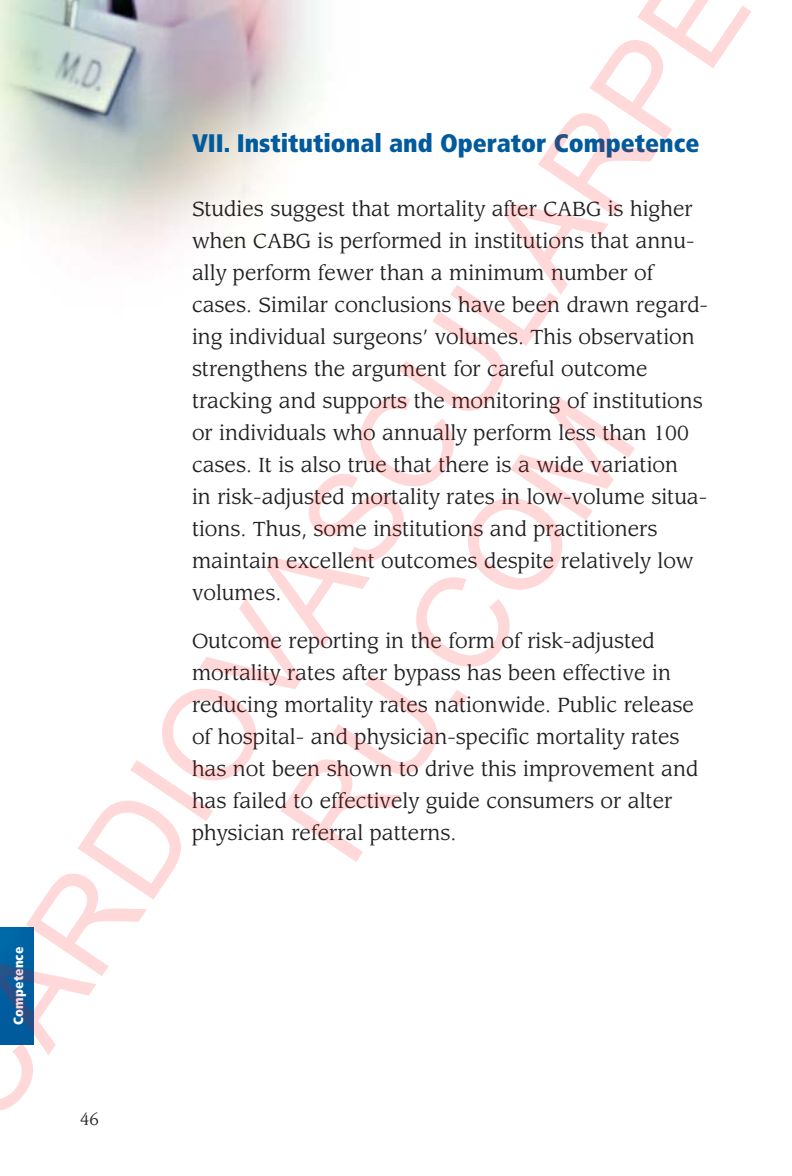 M.D.
VII. Institutional and Operator Competence
Studies suggest that mortality after CABG is higher
when CABG is performed in institutions that annu-
ally perform fewer than a minimum number of
cases. Similar conclusions have been drawn regard-
ing individual surgeons’ volumes. This observation
strengthens the argument for careful outcome
tracking and supports the monitoring of institutions
or individuals who annually perform less than 100
cases. It is also true that there is a wide variation
in risk-adjusted mortality rates in low-volume situa-
tions. Thus, some institutions and practitioners
maintain excellent outcomes despite relatively low
volumes.
Outcome reporting in the form of risk-adjusted
mortality rates after bypass has been effective in
reducing mortality rates nationwide. Public release
of hospital- and physician-specific mortality rates
has not been shown to drive this improvement and
has failed to effectively guide consumers or alter
physician referral patterns.
Competence
46
CARDIOVASCULARPE
RU.COM